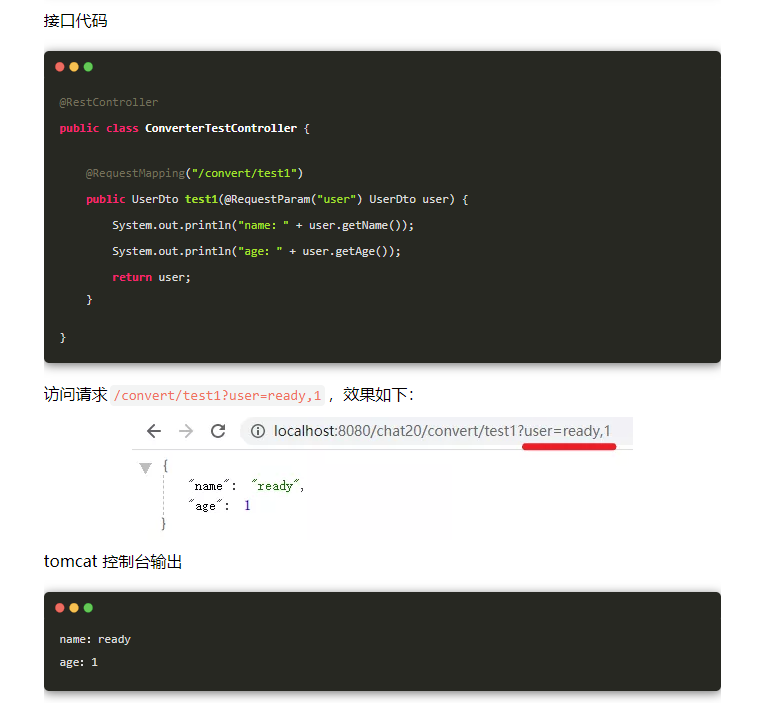 接口代码
@RestController
public class ConverterTestController {
@RequestMapping("/convert/test1")
public UserDto test1(@RequestParam("user") UserDto user) {
System.out.println("name: " + user.getName());
System.out.println("age: " + user.getAge());
return user;
}
}
访问请求 /convert/test1?user=ready,1 ，效果如下：
localhost:8080/chat20/convert/test1?user=ready,1
{
"name": "ready",
"age": 1
}
tomcat 控制台输出
name: ready
age: 1